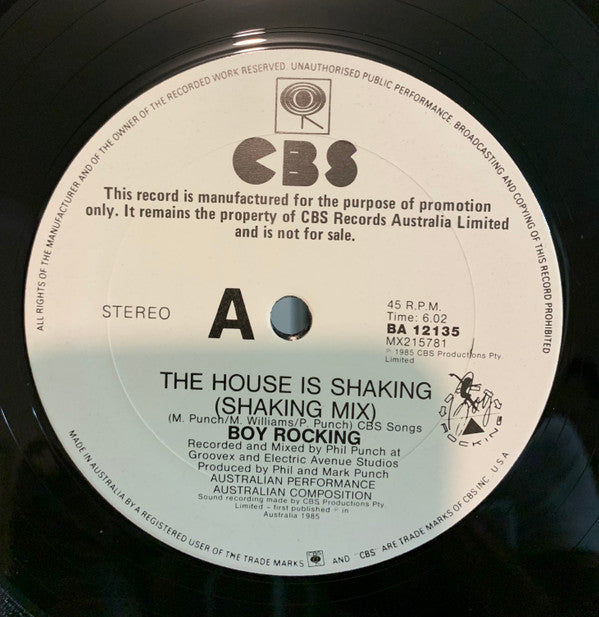 ALL RIGHTS OF THE MANUFACTURER AND OF THE OWNER OF THE RECORDED WORK RESERVED. UNAUTHORISED PUBLIC PERFORMANCE, BROADCASTING AND COPYING OF THIS RECORD PROHIBITED
CBS
This record is manufactured for the purpose of promotion
only. It remains the property of CBS Records Australia Limited
and is not for sale.
STEREO
A
45 R.P.M.
Time: 6.02
BA 12135
MX215781
℗ 1985 CBS Productions Pty.
Limited
THE HOUSE IS SHAKING
(SHAKING MIX)
(M. Punch/M. Williams/P. Punch) CBS Songs
BOY ROCKING
Recorded and Mixed by Phil Punch at
Groovex and Electric Avenue Studios
Produced by Phil and Mark Punch
AUSTRALIAN PERFORMANCE
AUSTRALIAN COMPOSITION
Sound recording made by CBS Productions Pty.
Limited – first published ℗ in
Australia 1985
Boy
ROCKING
MADE IN AUSTRALIA BY A REGISTERED USER OF THE TRADE MARKS AND "CBS" ARE TRADE MARKS OF CBS INC. U.S.A.